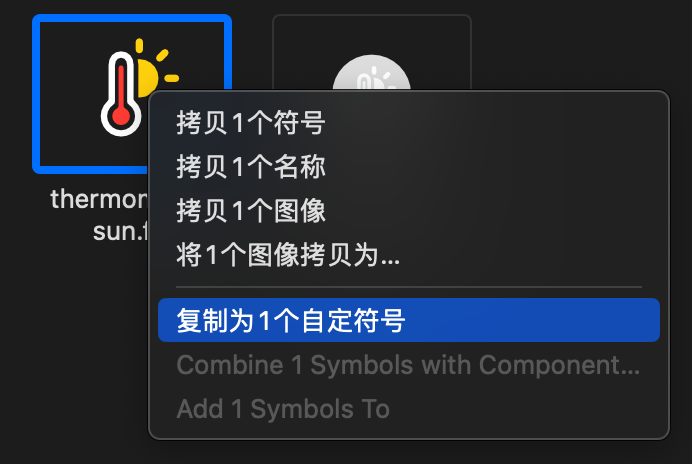 sun.f
拷贝1个符号
拷贝1个名称
拷贝1个图像
将1个图像拷贝为...
复制为1个自定符号
Combine 1 Symbols with Component...
Add 1 Symbols To